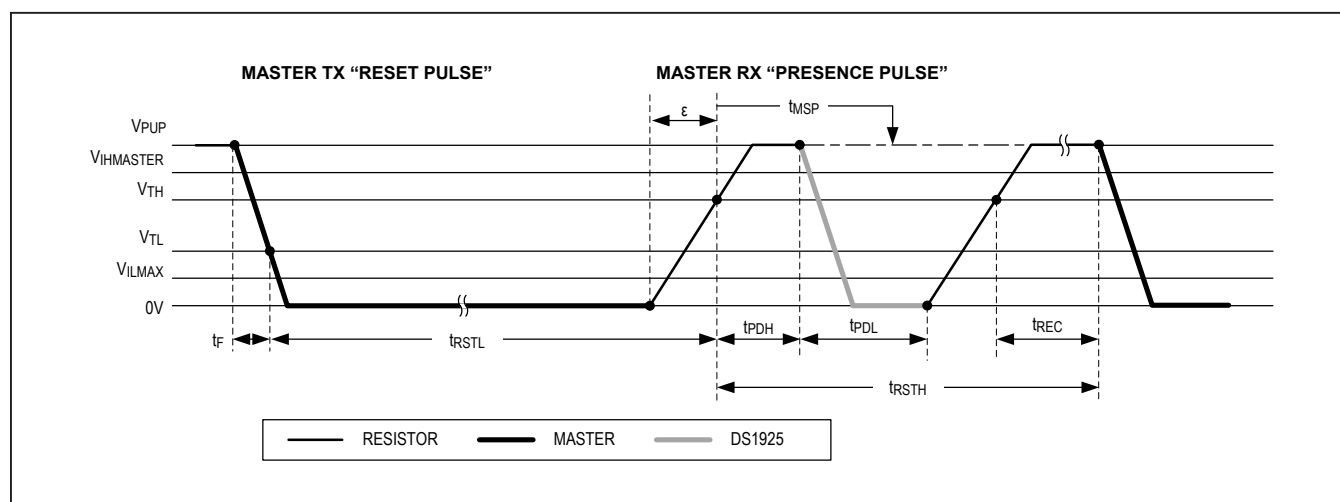 MASTER TX “RESET PULSE” MASTER RX “PRESENCE PULSE”
ε tMSP
VPUP
VIHMASTER
VTH
VTL
VILMAX
0V
tF tRSTL tPDH tPDL tREC
tRSTH
RESISTOR MASTER DS1925